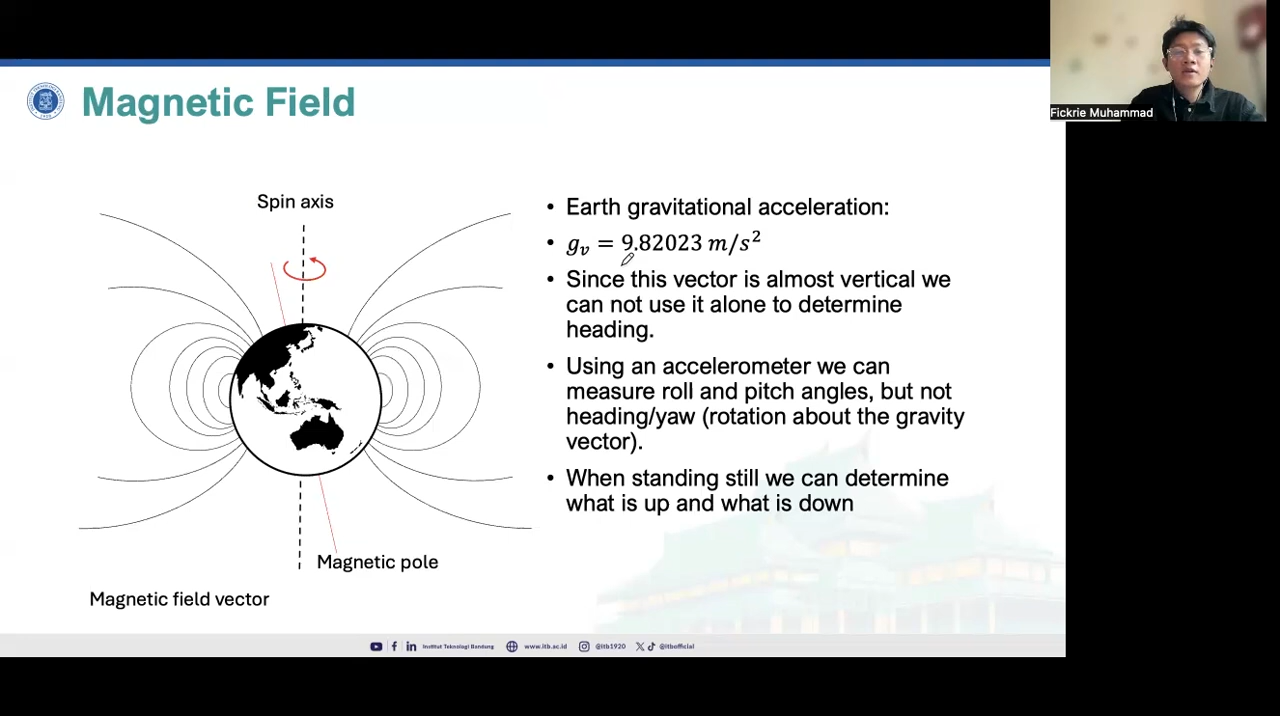 Fickrie Muhammad
Magnetic Field
Spin axis
Magnetic pole
Magnetic field vector
• Earth gravitational acceleration:
• gᵥ = 9.82023 m/s²
• Since this vector is almost vertical we
can not use it alone to determine
heading.
• Using an accelerometer we can
measure roll and pitch angles, but not
heading/yaw (rotation about the gravity
vector).
• When standing still we can determine
what is up and what is down
Institut Teknologi Bandung
www.itb.ac.id
@itb1920
@itbofficial